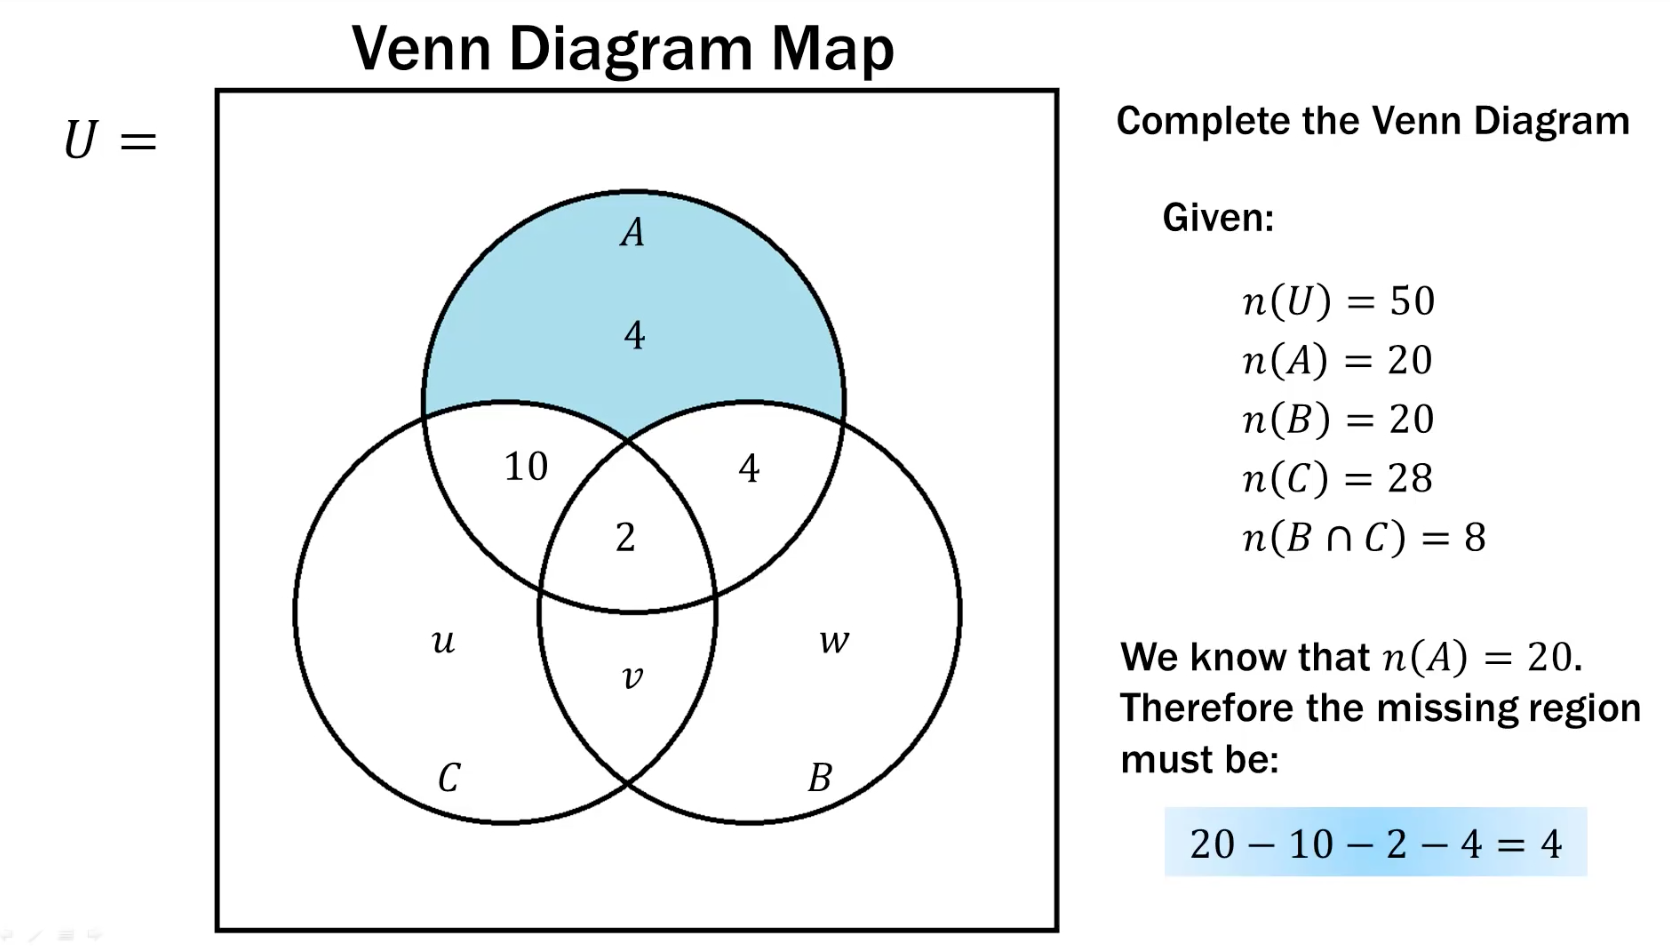 Venn Diagram Map
U =
A
4
10
4
2
u
w
v
C
B
Complete the Venn Diagram
Given:
n(U) = 50
n(A) = 20
n(B) = 20
n(C) = 28
n(B ∩ C) = 8
We know that n(A) = 20.
Therefore the missing region
must be:
20 − 10 − 2 − 4 = 4